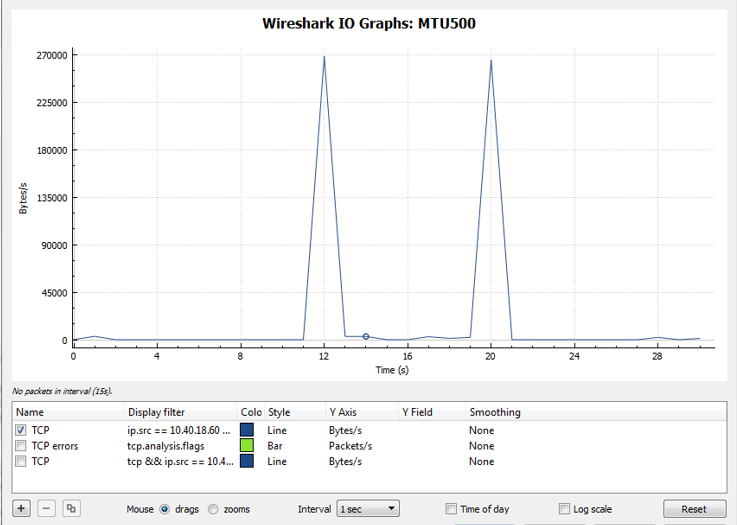 Wireshark IO Graphs: MTU500
270000
225000
180000
135000
90000
45000
0
Bytes/s
0 4 8 12 16 20 24 28
Time (s)
No packets in interval (15s).
Name Display filter Colo Style Y Axis Y Field Smoothing
TCP ip.src == 10.40.18.60 ... Line Bytes/s None
TCP errors tcp.analysis.flags Bar Packets/s None
TCP tcp && ip.src == 10.4... Line Bytes/s None
Mouse drags zooms Interval 1 sec Time of day Log scale Reset